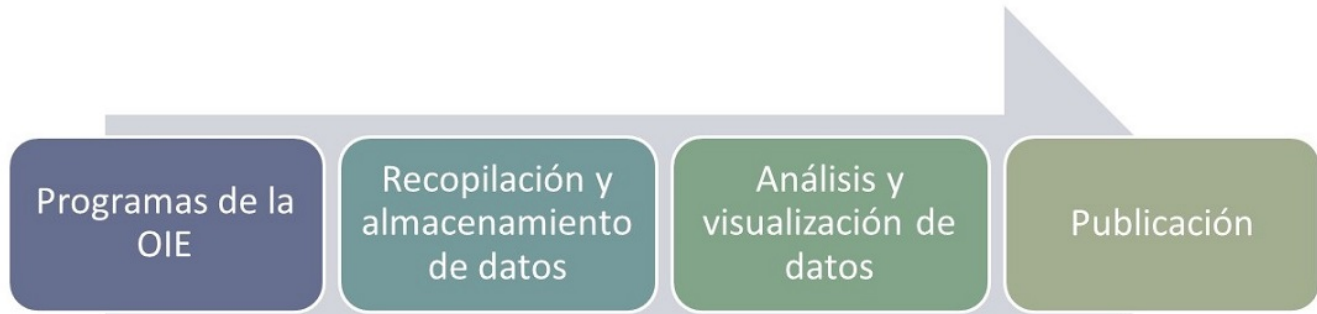 Programas de la
OIE
Recopilación y
almacenamiento
de datos
Análisis y
visualización de
datos
Publicación